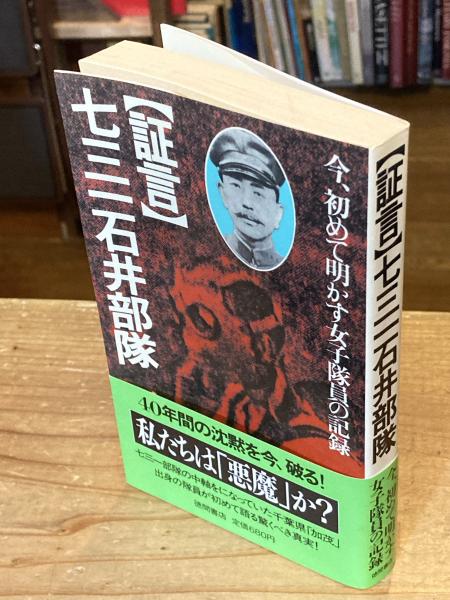 今、初めて明かす女子隊員の記録
【証言】
七三一石井部隊
40年間の沈黙を今、破る!
私たちは「悪魔」か?
七三一部隊の中軸をになっていた千葉県「加茂」
出身の隊員が初めて語る驚くべき真実!
徳間書店 定価680円
【証言】七三一石井部隊
今、初めて明かす
女子隊員の記録
徳間書店